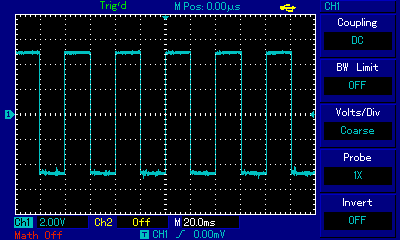 Trig'd M Pos: 0.00μs CH1
Coupling
DC
BW Limit
OFF
Volts/Div
Coarse
Probe
1X
Invert
OFF
1
Ch1 2.00V Ch2 Off M 20.0ms
Math Off T CH1 0.00mV